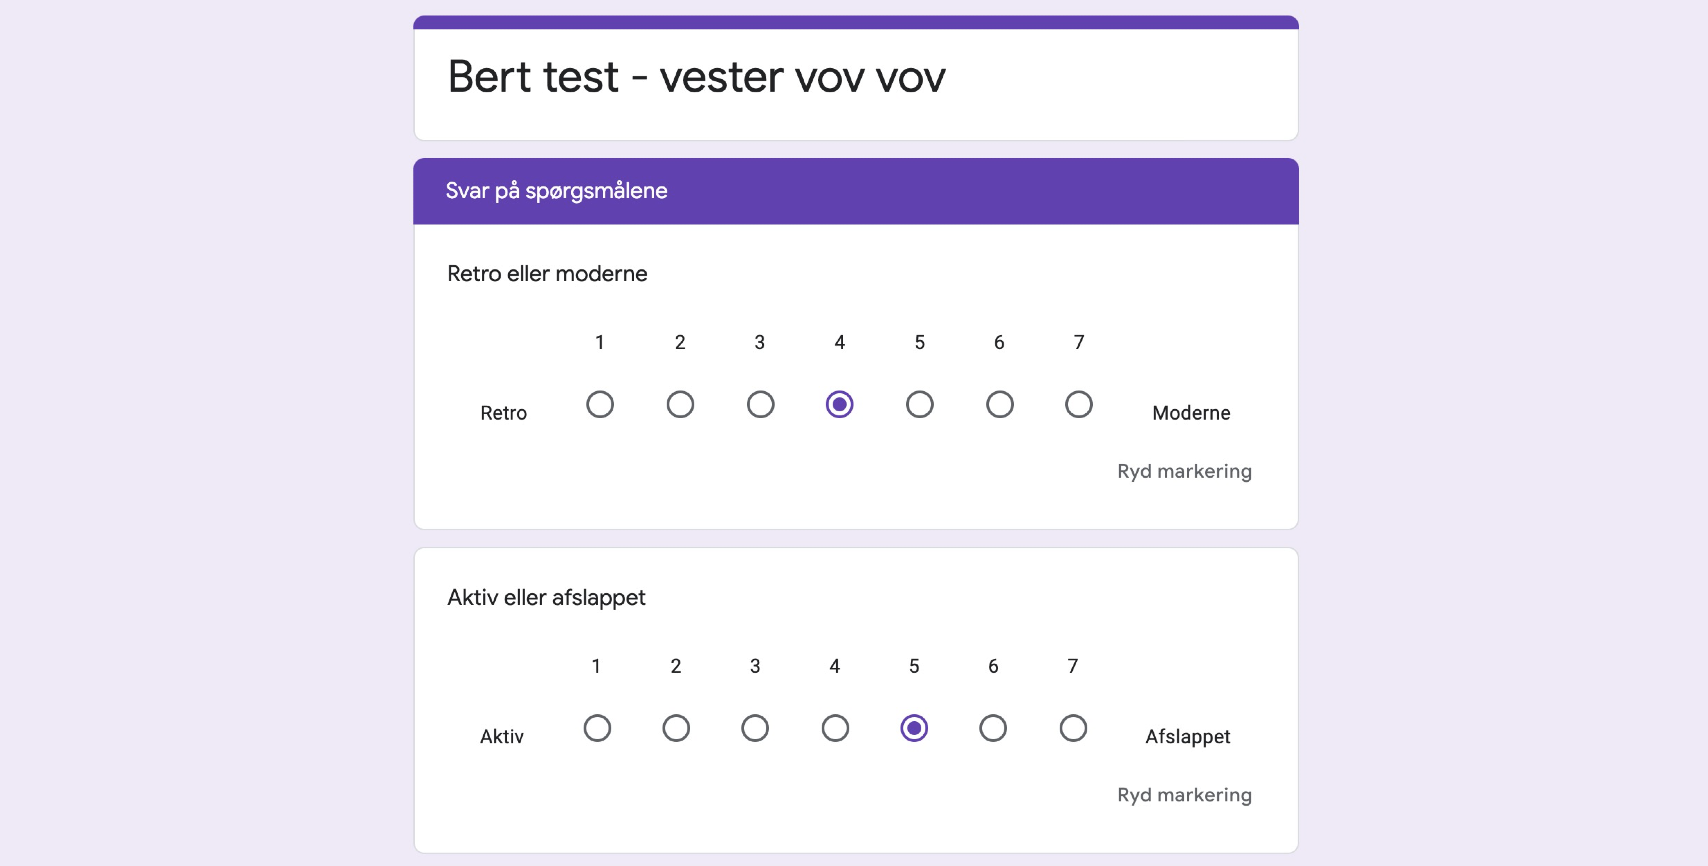 Bert test - vester vov vov
Svar på spørgsmålene
Retro eller moderne
1 2 3 4 5 6 7
Retro Moderne
Ryd markering
Aktiv eller afslappet
1 2 3 4 5 6 7
Aktiv Afslappet
Ryd markering